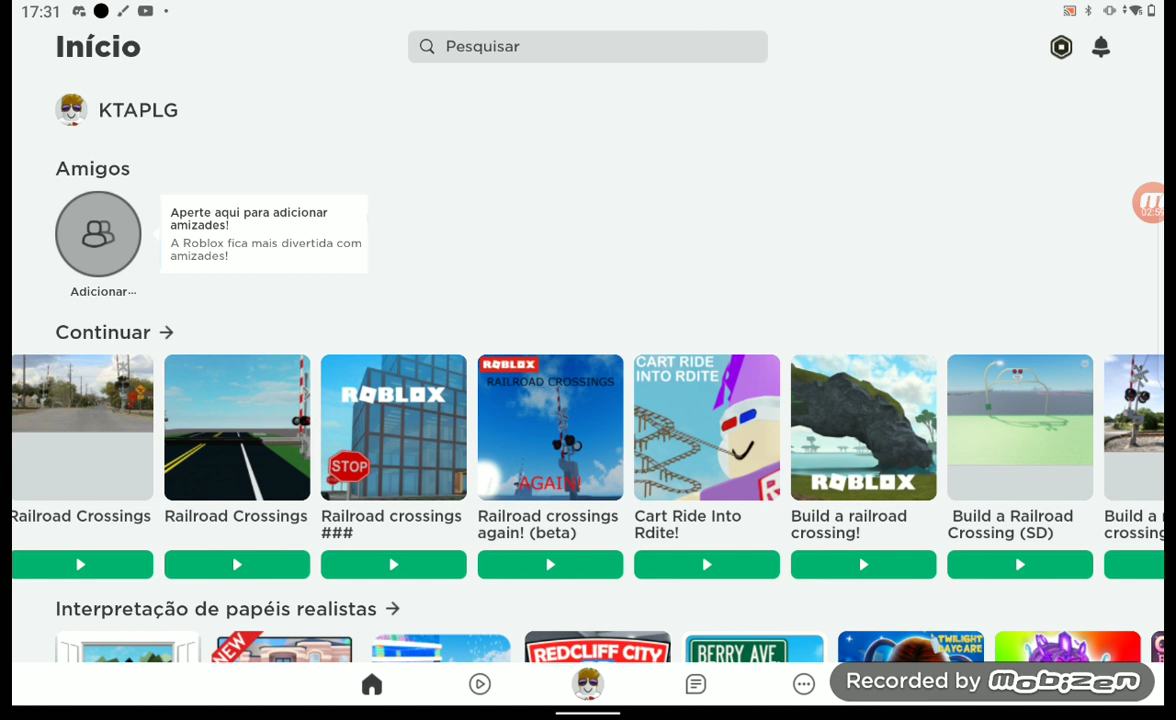 17:31
Início
Pesquisar
KTAPLG
Amigos
Aperte aqui para adicionar
amizades!
A Roblox fica mais divertida com
amizades!
Adicionar...
02:59
Continuar →
ROBLOX
STOP
ROBLOX
RAILROAD CROSSINGS
AGAIN!
CART RIDE
INTO RDITE
ROBLOX
Railroad Crossings
Railroad Crossings
Railroad crossings
###
Railroad crossings
again! (beta)
Cart Ride Into
Rdite!
Build a railroad
crossing!
Build a Railroad
Crossing (SD)
Build a
crossing
Interpretação de papéis realistas →
NEW
REDCLIFF CITY
BERRY AVE
TWILIGHT
DAYCARE
Recorded by mobizen